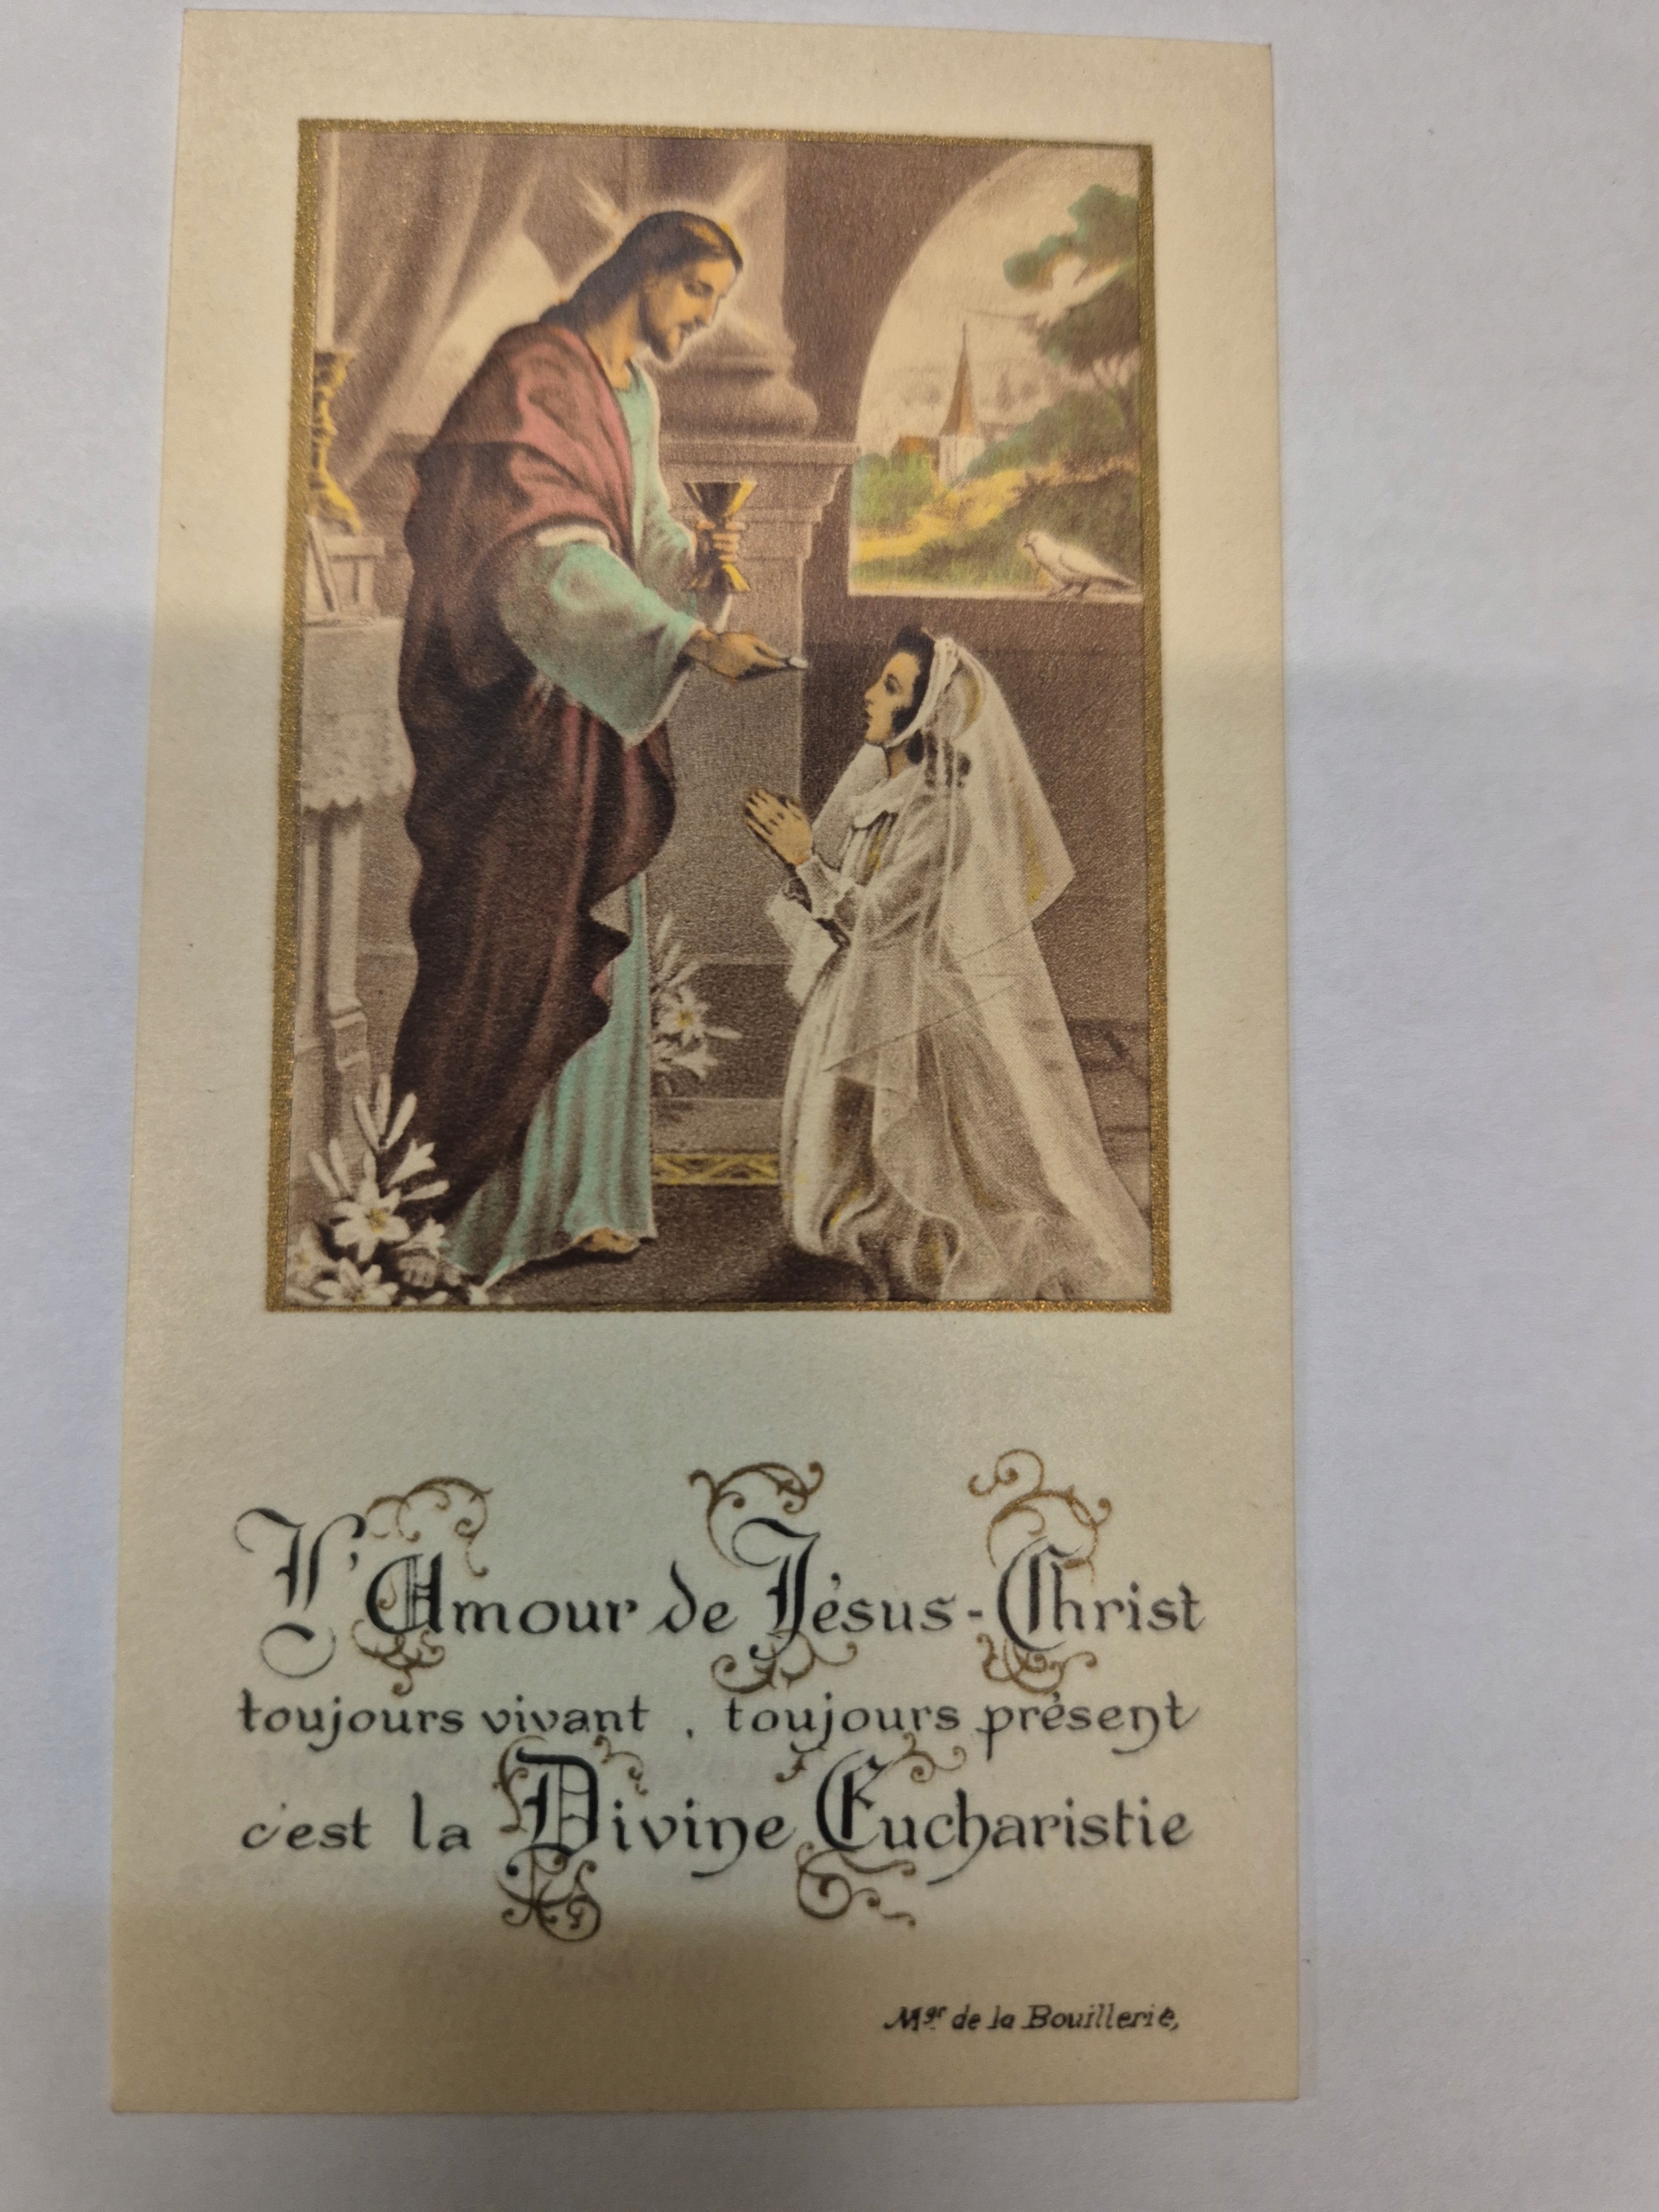 L'Amour de Jésus-Christ
toujours vivant, toujours présent
c'est la Divine Eucharistie
Mgr de la Bouillerie,